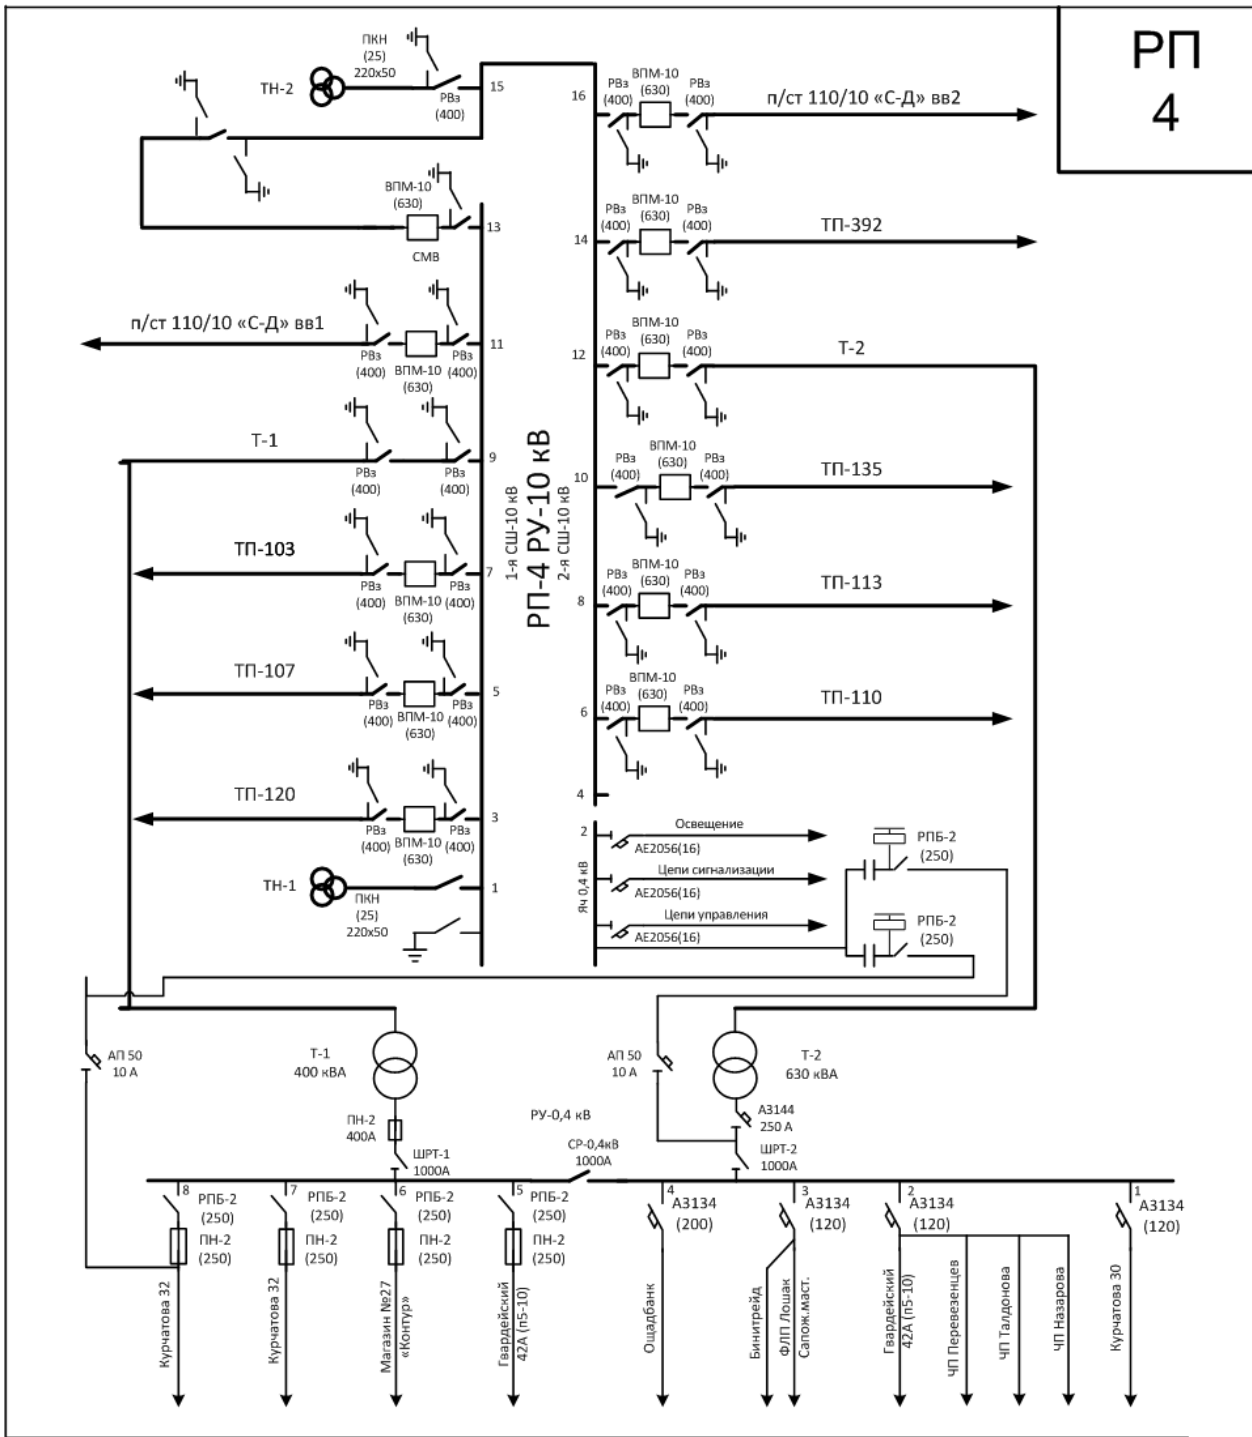 РП
4
ПКН
(25)
220х50
ТН-2
РВз
(400)
15
ВПМ-10
(630)
РВз
(400)
РВз
(400)
16
п/ст 110/10 «С-Д» вв2
ВПМ-10
(630)
СМВ
13
ВПМ-10
(630)
РВз
(400)
РВз
(400)
14
ТП-392
п/ст 110/10 «С-Д» вв1
РВз
(400)
ВПМ-10
(630)
РВз
(400)
11
ВПМ-10
(630)
РВз
(400)
РВз
(400)
12
Т-2
Т-1
РВз
(400)
РВз
(400)
9
ВПМ-10
(630)
РВз
(400)
РВз
(400)
10
ТП-135
1-я СШ-10 кВ
РП-4 РУ-10 кВ
2-я СШ-10 кВ
ТП-103
РВз
(400)
ВПМ-10
(630)
РВз
(400)
7
ВПМ-10
(630)
РВз
(400)
РВз
(400)
8
ТП-113
ТП-107
РВз
(400)
ВПМ-10
(630)
РВз
(400)
5
ВПМ-10
(630)
РВз
(400)
РВз
(400)
6
ТП-110
ТП-120
РВз
(400)
ВПМ-10
(630)
РВз
(400)
3
4
ТН-1
ПКН
(25)
220х50
1
2
Яч 0,4 кВ
Освещение
АЕ2056(16)
Цепи сигнализации
АЕ2056(16)
Цепи управления
АЕ2056(16)
РПБ-2
(250)
РПБ-2
(250)
АП 50
10 А
Т-1
400 кВА
АП 50
10 А
Т-2
630 кВА
ПН-2
400А
РУ-0,4 кВ
А3144
250 А
ШРТ-1
1000А
СР-0,4кВ
1000А
ШРТ-2
1000А
8
РПБ-2
(250)
ПН-2
(250)
Курчатова 32
7
РПБ-2
(250)
ПН-2
(250)
Курчатова 32
6
РПБ-2
(250)
ПН-2
(250)
Магазин №27
«Контур»
5
РПБ-2
(250)
ПН-2
(250)
Гвардейский
42А (п5-10)
4
А3134
(200)
Ощадбанк
3
А3134
(120)
Бинитрейд
ФЛП Лошак
Сапож.маст.
2
А3134
(120)
Гвардейский
42А (п5-10)
ЧП Перевезенцев
ЧП Талдонова
ЧП Назарова
1
А3134
(120)
Курчатова 30